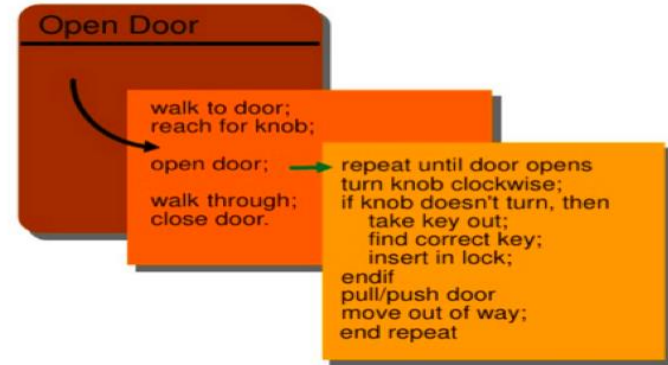 Open Door
walk to door;
reach for knob;
open door;
walk through;
close door.
repeat until door opens
turn knob clockwise;
if knob doesn't turn, then
take key out;
find correct key;
insert in lock;
endif
pull/push door
move out of way;
end repeat